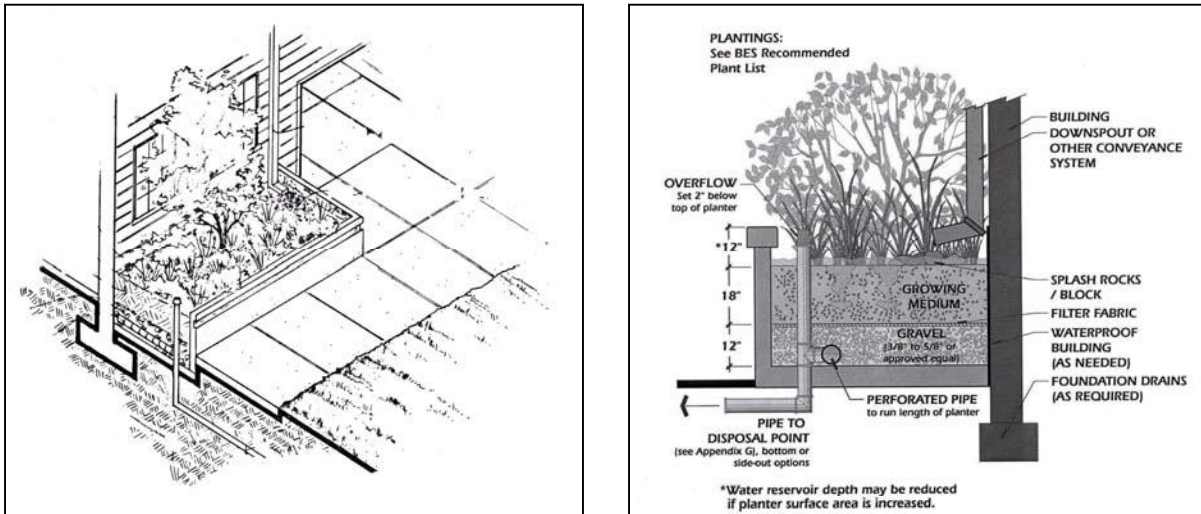 PLANTINGS:
See BES Recommended
Plant List
BUILDING
DOWNSPOUT OR
OTHER CONVEYANCE
SYSTEM
OVERFLOW
Set 2" below
top of planter
*12"
18"
12"
GROWING
MEDIUM
GRAVEL
(3/8" to 5/8" or
approved equal)
SPLASH ROCKS
/ BLOCK
FILTER FABRIC
WATERPROOF
BUILDING
(AS NEEDED)
FOUNDATION DRAINS
(AS REQUIRED)
PERFORATED PIPE
to run length of planter
PIPE TO
DISPOSAL POINT
(see Appendix G), bottom or
side-out options
*Water reservoir depth may be reduced
if planter surface area is increased.